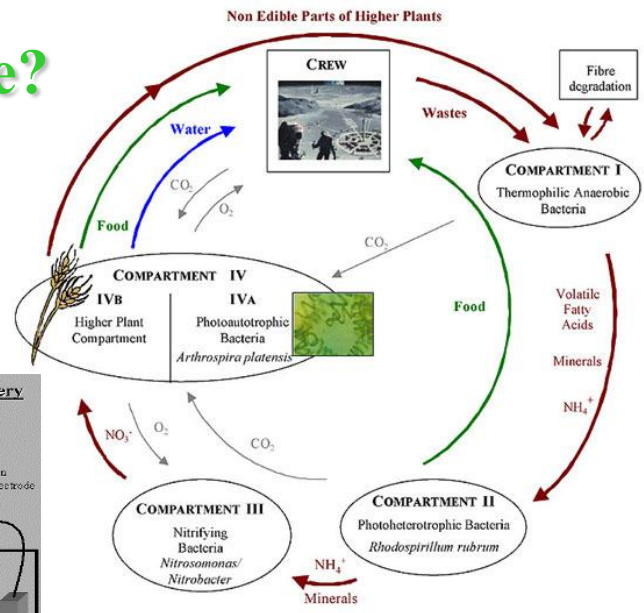 Non Edible Parts of Higher Plants
e?
CREW
Fibre
degradation
Wastes
Water
CO₂
O₂
Food
COMPARTMENT I
Thermophilic Anaerobic
Bacteria
CO₂
COMPARTMENT IV
IVB
Higher Plant
Compartment
IVA
Photoautotrophic
Bacteria
Arthrospira platensis
Food
Volatile
Fatty
Acids
Minerals
NH₄⁺
ery
n
ectrode
NO₃⁻
O₂
CO₂
COMPARTMENT III
Nitrifying
Bacteria
Nitrosomonas/
Nitrobacter
COMPARTMENT II
Photoheterotrophic Bacteria
Rhodospirillum rubrum
NH₄⁺
Minerals